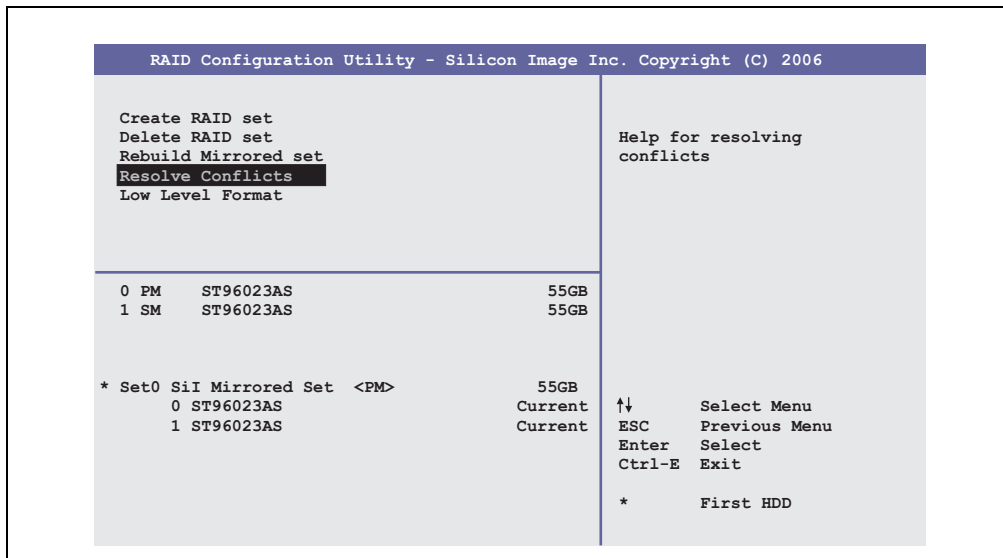 RAID Configuration Utility - Silicon Image Inc. Copyright (C) 2006
Create RAID set
Delete RAID set
Rebuild Mirrored set
Resolve Conflicts
Low Level Format
Help for resolving
conflicts
0 PM ST96023AS 55GB
1 SM ST96023AS 55GB
* Set0 SiI Mirrored Set <PM> 55GB
0 ST96023AS Current
1 ST96023AS Current
↑↓ Select Menu
ESC Previous Menu
Enter Select
Ctrl-E Exit
* First HDD